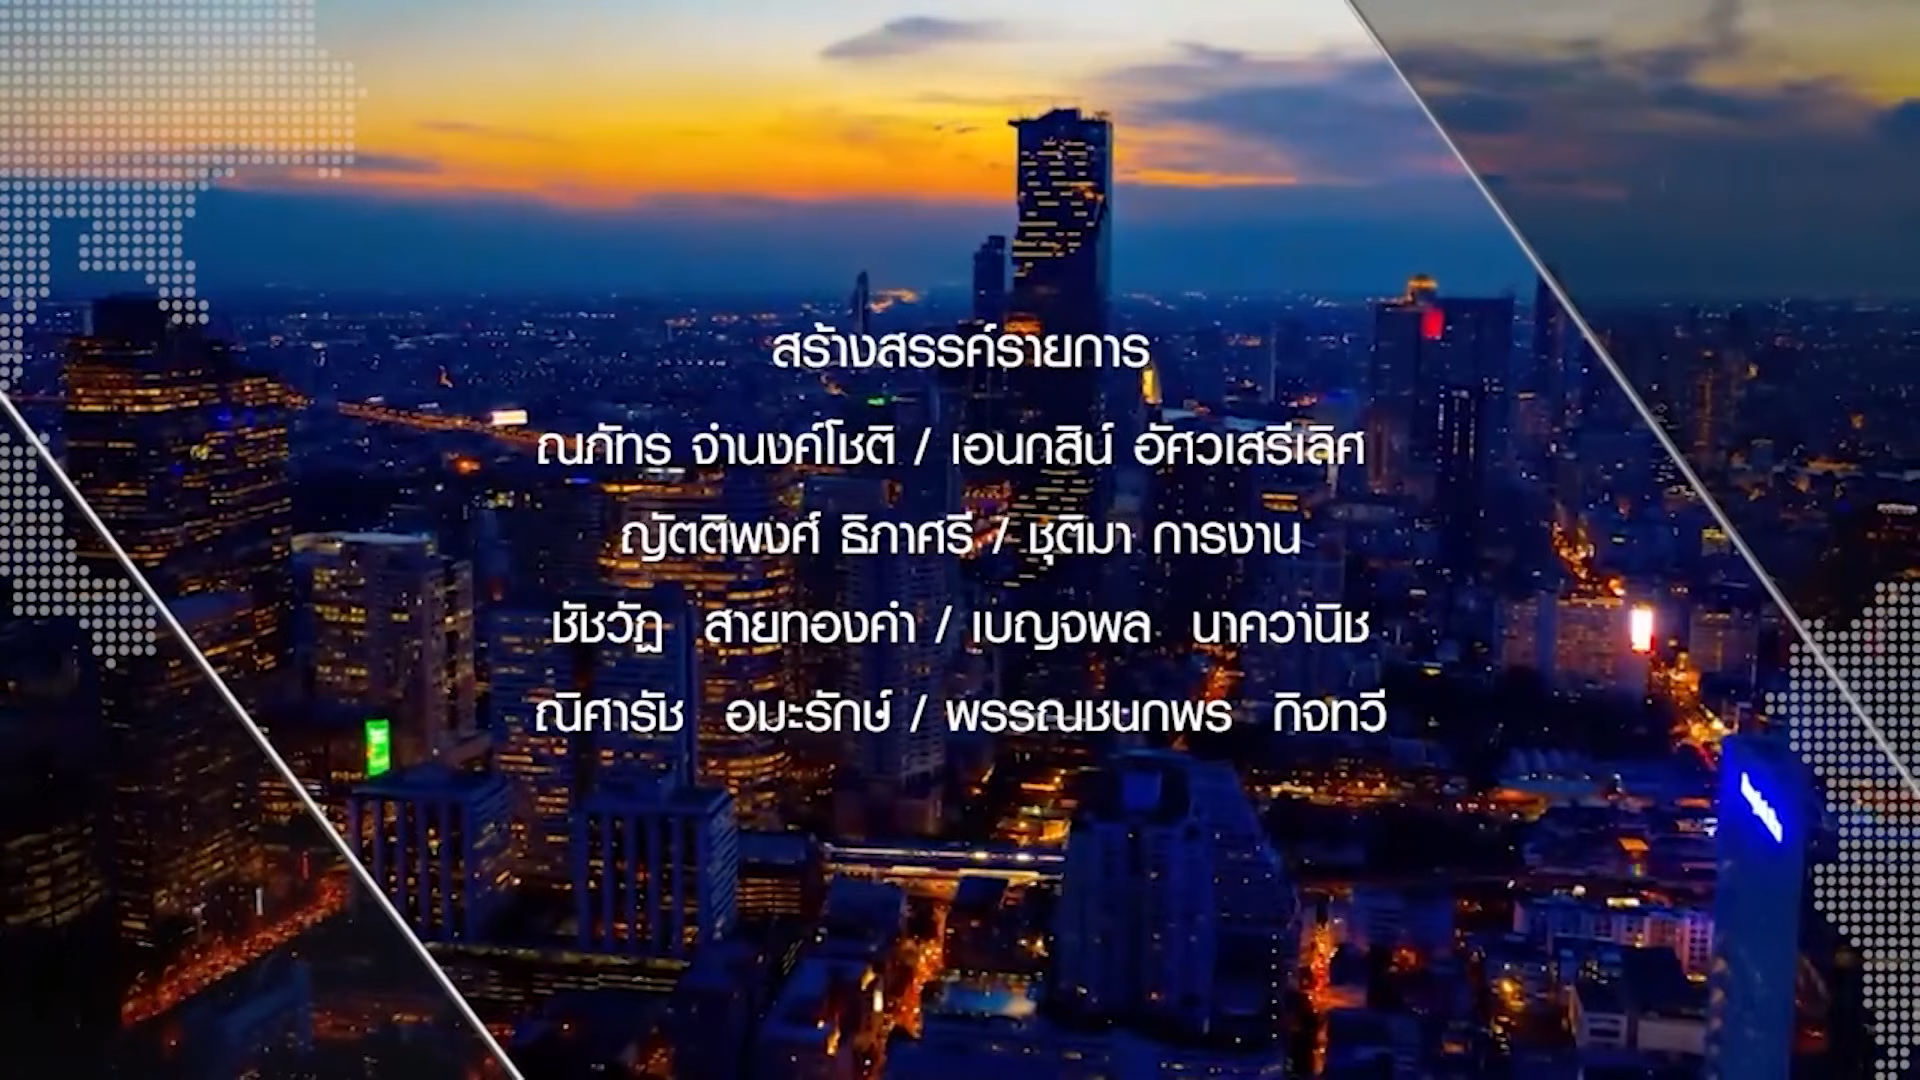 สร้างสรรค์รายการ
ณภัทร จำนงค์โชติ / เอนกสิน์ อัศวเสรีเลิศ
ญัตติพงศ์ ธิภาศรี / ชุติมา การงาน
ชัชวัฏ สายทองคำ / เบญจพล นาควานิช
ณิศารัช อมะรักษ์ / พรรณชนกพร กิจทวี